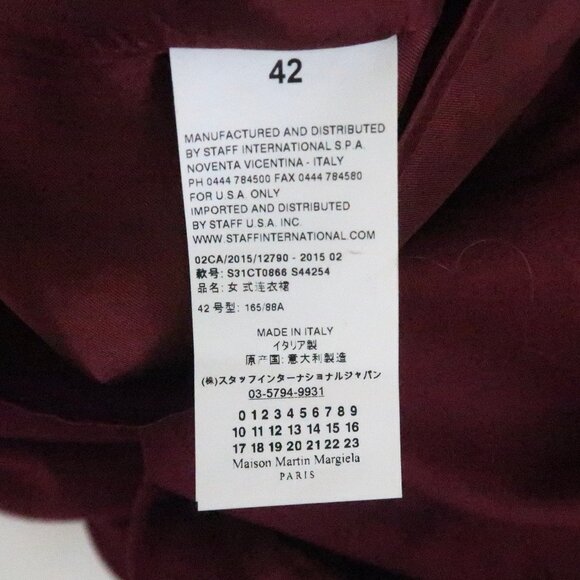 42
MANUFACTURED AND DISTRIBUTED
BY STAFF INTERNATIONAL S.P.A.
NOVENTA VICENTINA - ITALY
PH 0444 784500 FAX 0444 784580
FOR U.S.A. ONLY
IMPORTED AND DISTRIBUTED
BY STAFF U.S.A. INC.
WWW.STAFFINTERNATIONAL.COM
02CA/2015/12790 - 2015 02
款号: S31CT0866 S44254
品名: 女 式连衣裙
42 号型: 165/88A
MADE IN ITALY
イタリア製
原产国: 意大利製造
(株)スタッフインターナショナルジャパン
03-5794-9931
0 1 2 3 4 5 6 7 8 9
10 11 12 13 14 15 16
17 18 19 20 21 22 23
Maison Martin Margiela
PARIS